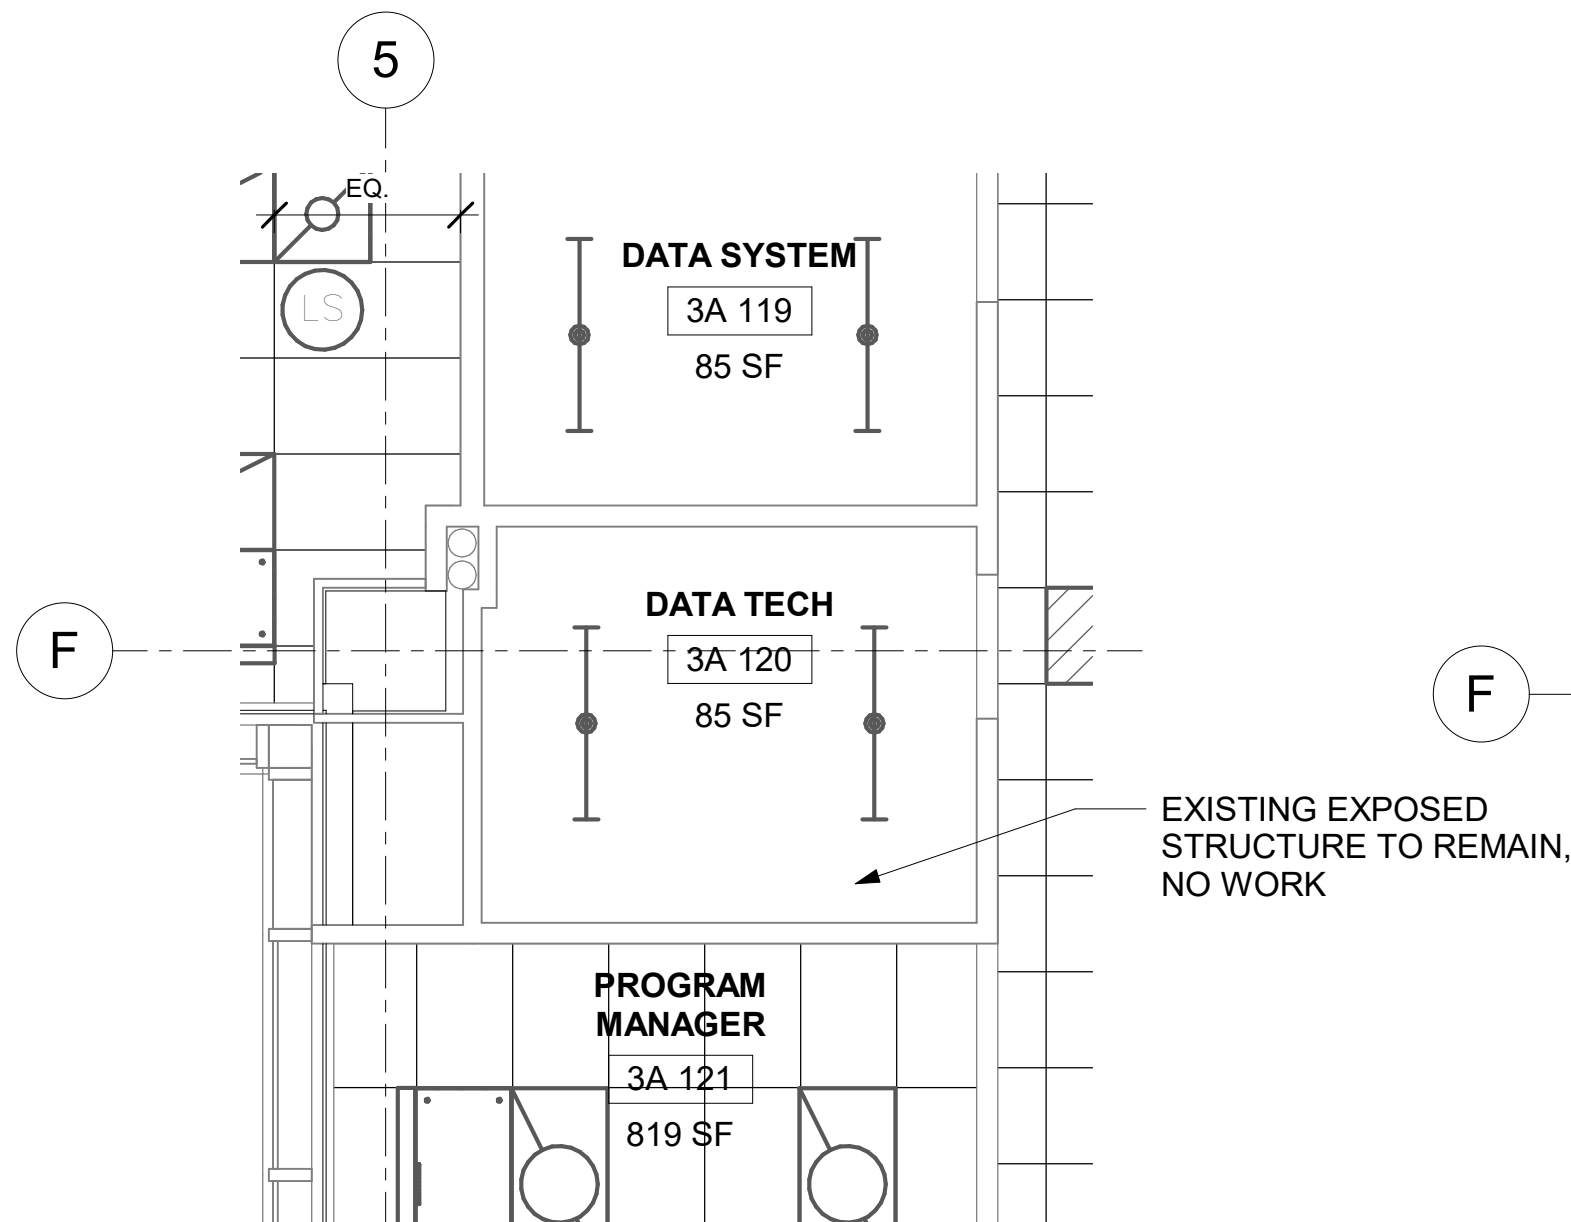 5
EQ.
LS
DATA SYSTEM
3A 119
85 SF
DATA TECH
F
3A 120
F
85 SF
EXISTING EXPOSED
STRUCTURE TO REMAIN,
NO WORK
PROGRAM
MANAGER
3A 121
819 SF